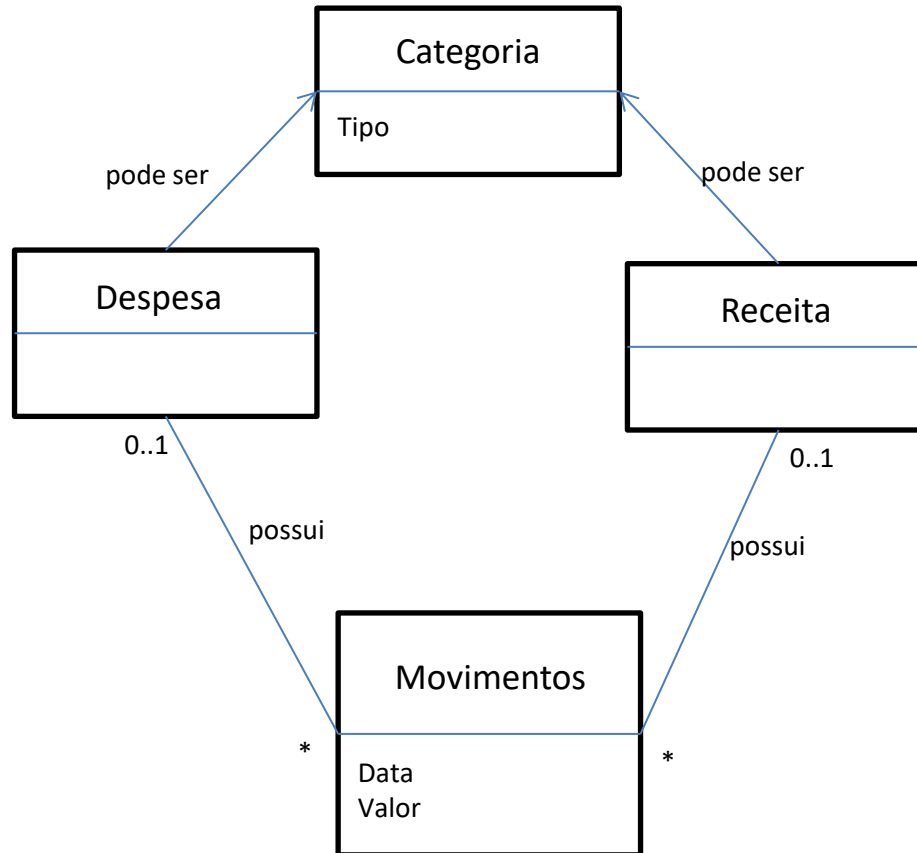 Categoria
Tipo
pode ser
pode ser
Despesa
Receita
0..1
0..1
possui
possui
Movimentos
*
*
Data
Valor